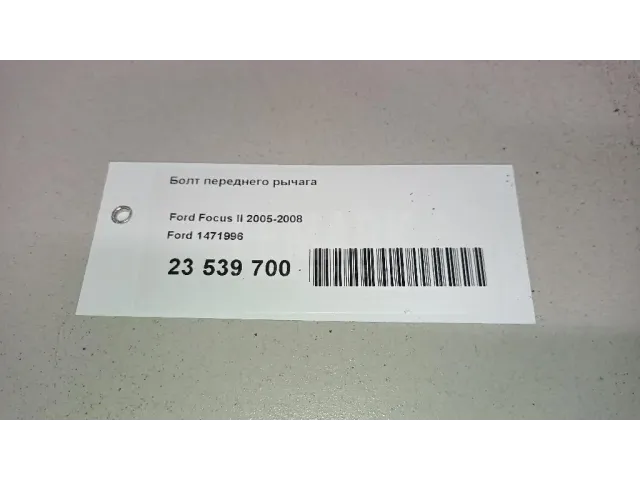 Болт переднего рычага
Ford Focus II 2005-2008
Ford 1471996
23 539 700